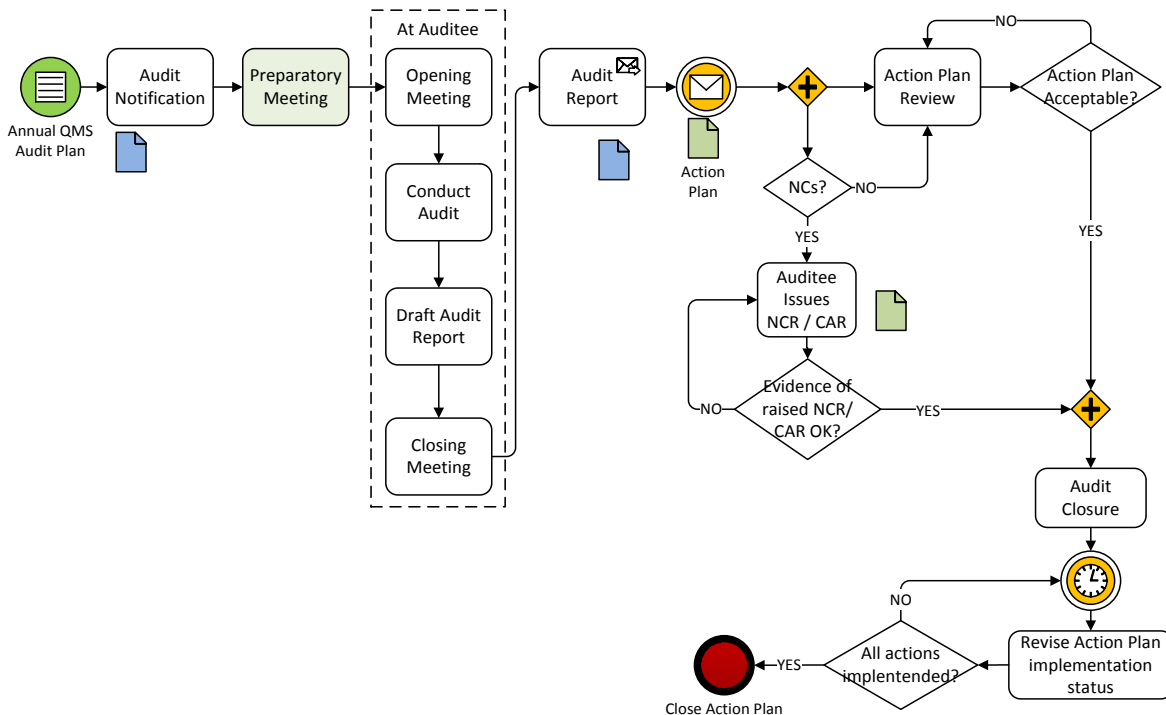 Annual QMS
Audit Plan
Audit
Notification
Preparatory
Meeting
At Auditee
Opening
Meeting
Conduct
Audit
Draft Audit
Report
Closing
Meeting
Audit
Report
Action
Plan
Action Plan
Review
NO
Action Plan
Acceptable?
NCs?
NO
YES
YES
Auditee
Issues
NCR / CAR
Evidence of
raised NCR/
CAR OK?
NO
YES
Audit
Closure
NO
Revise Action Plan
implementation
status
All actions
implentended?
YES
Close Action Plan